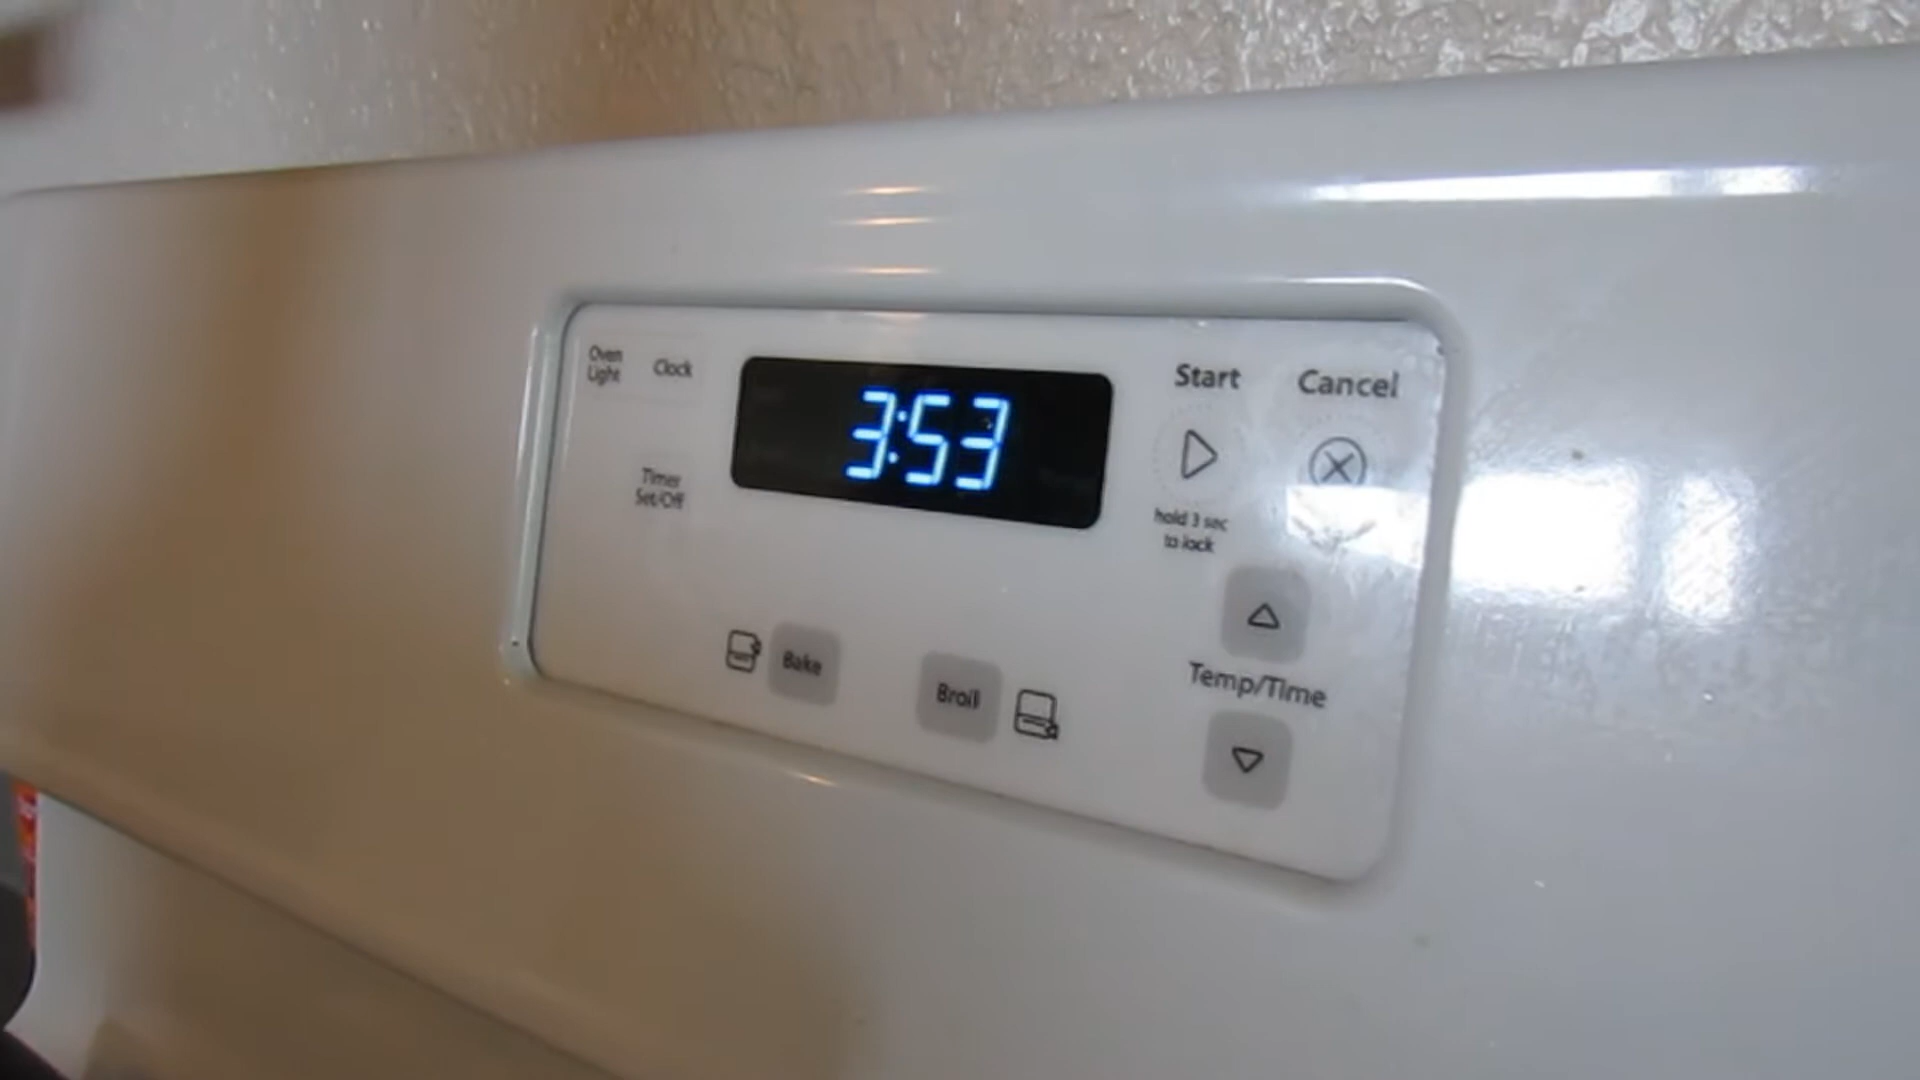 Oven
Light
Clock
3:53
Start
Cancel
Timer
Set/Off
hold 3 sec
to lock
Bake
Broil
Temp/Time